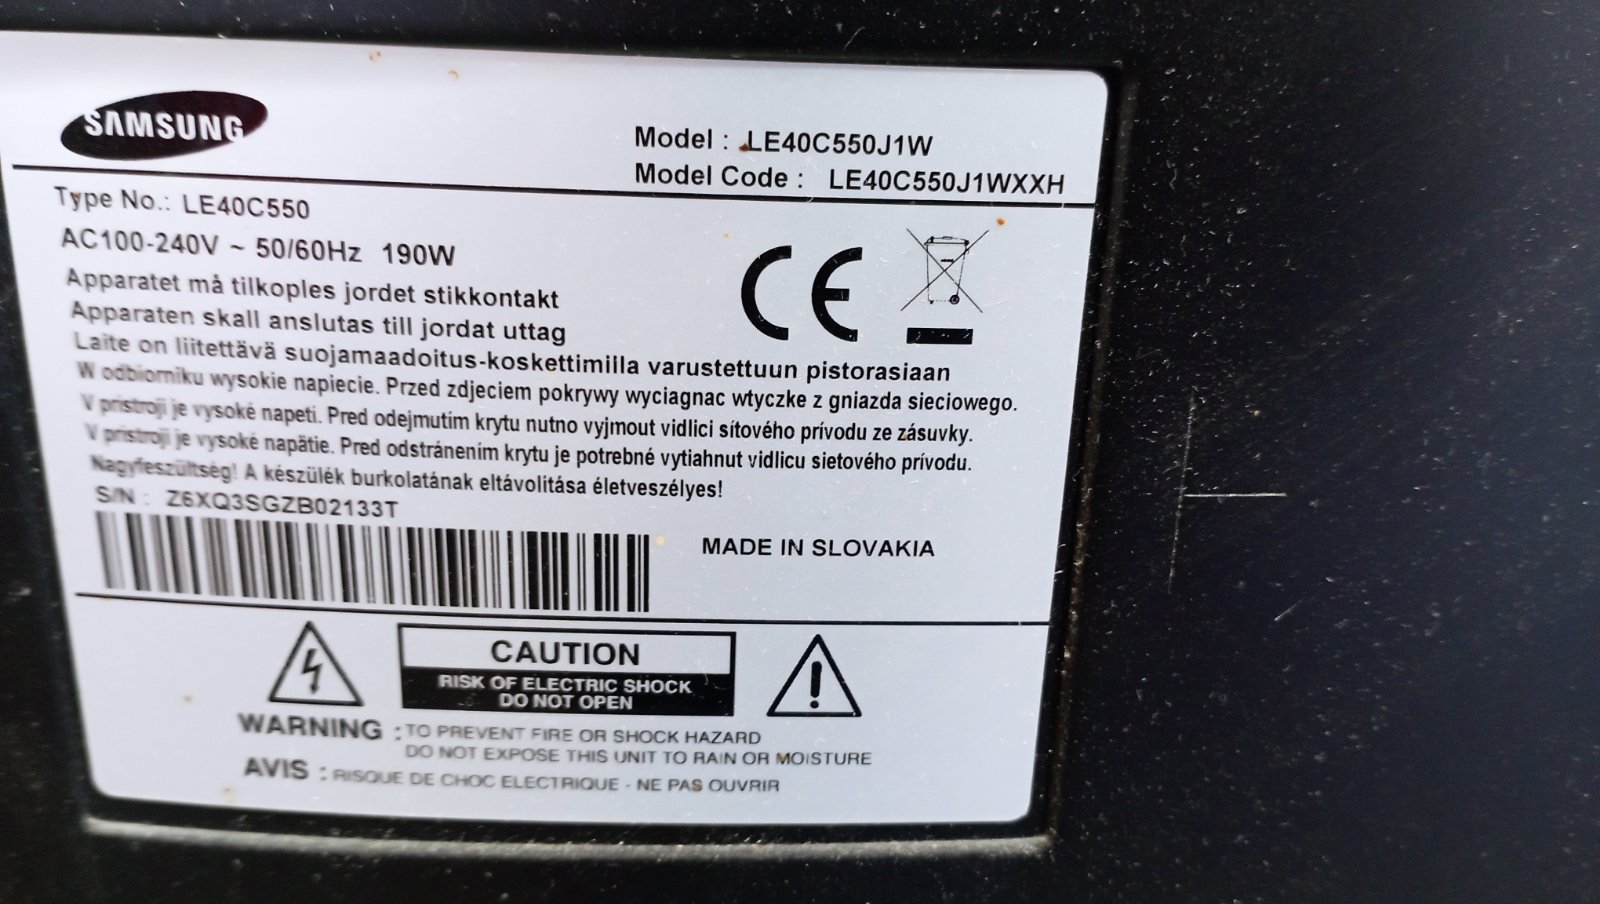 SAMSUNG
Model : LE40C550J1W
Model Code : LE40C550J1WXXH
Type No.: LE40C550
AC100-240V ~ 50/60Hz 190W
Apparatet må tilkoples jordet stikkontakt
Apparaten skall anslutas till jordat uttag
Laite on liitettävä suojamaadoitus-koskettimilla varustettuun pistorasiaan
W odbiorniku wysokie napiecie. Przed zdjeciem pokrywy wyciagnac wtyczke z gniazda sieciowego.
V pristroji je vysoké napeti. Pred odejmutim krytu nutno vyjmout vidlici sítového prívodu ze zásuvky.
V pristroji je vysoké napätie. Pred odstránením krytu je potrebné vytiahnut vidlicu sietového prívodu.
Nagyfeszültség! A készülék burkolatának eltávolitása életveszélyes!
S/N : Z6XQ3SGZB02133T
MADE IN SLOVAKIA
CE
CAUTION
RISK OF ELECTRIC SHOCK
DO NOT OPEN
WARNING : TO PREVENT FIRE OR SHOCK HAZARD
DO NOT EXPOSE THIS UNIT TO RAIN OR MOISTURE
AVIS : RISQUE DE CHOC ELECTRIQUE - NE PAS OUVRIR